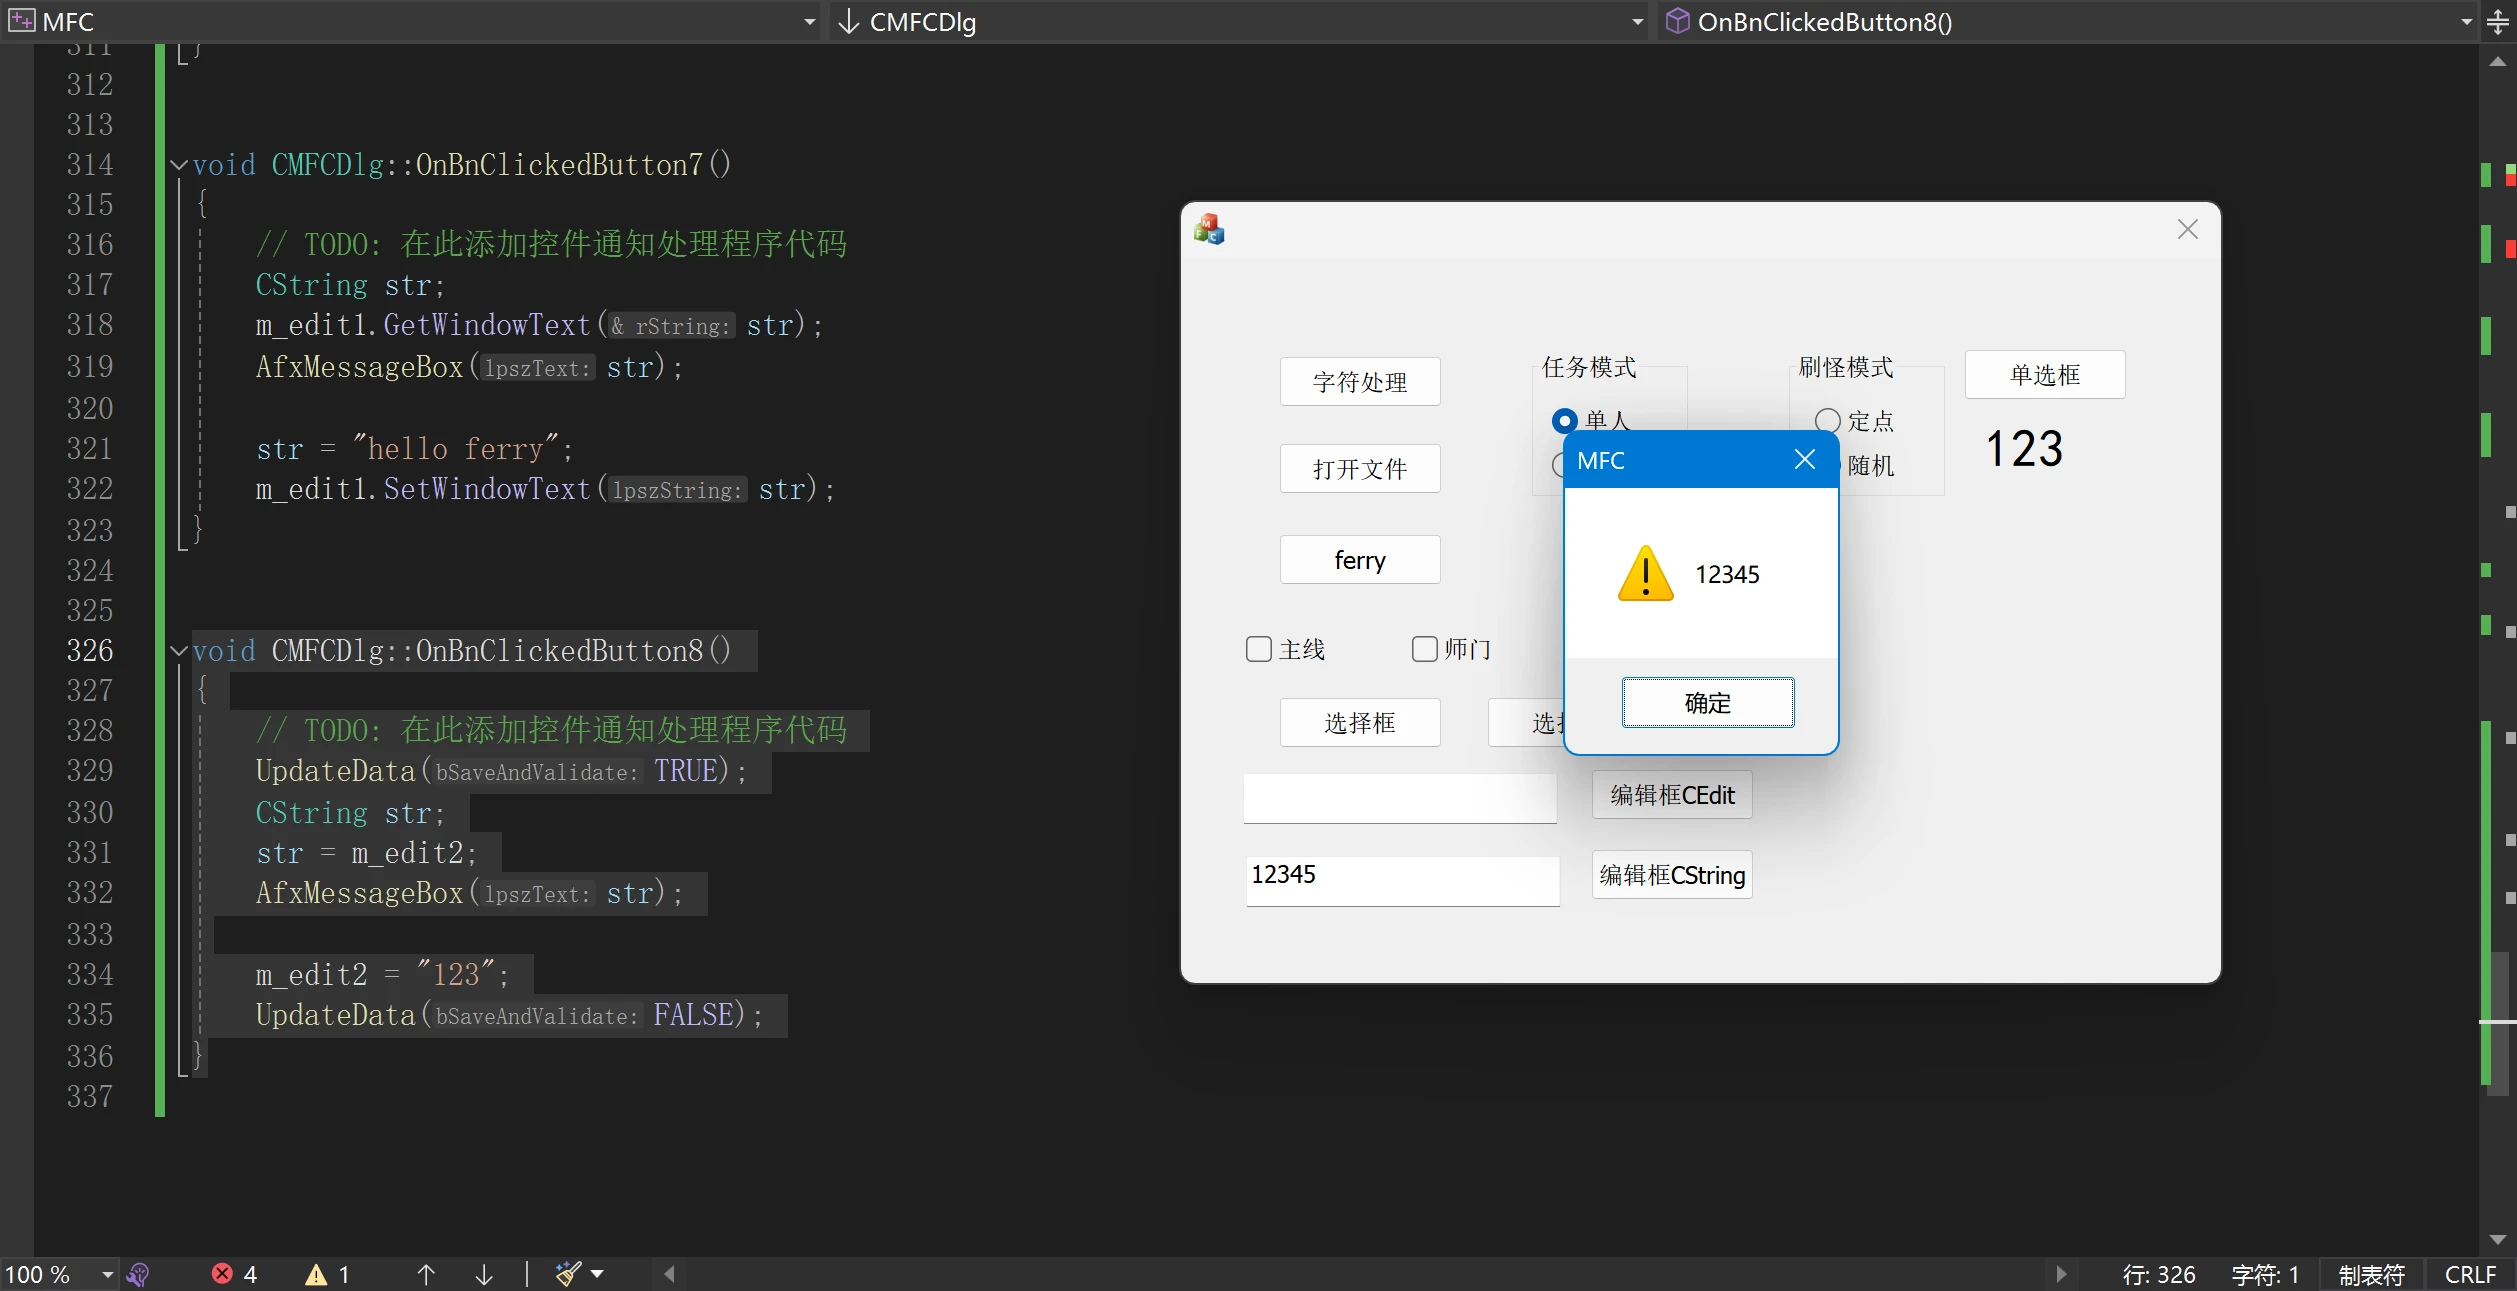 MFC
CMFCDlg
OnBnClickedButton8()
311 }
312
313
314 void CMFCDlg::OnBnClickedButton7()
315 {
316 // TODO: 在此添加控件通知处理程序代码
317 CString str;
318 m_edit1.GetWindowText(& rString: str);
319 AfxMessageBox(lpszText: str);
320
321 str = "hello ferry";
322 m_edit1.SetWindowText(lpszString: str);
323 }
324
325
326 void CMFCDlg::OnBnClickedButton8()
327 {
328 // TODO: 在此添加控件通知处理程序代码
329 UpdateData(bSaveAndValidate: TRUE);
330 CString str;
331 str = m_edit2;
332 AfxMessageBox(lpszText: str);
333
334 m_edit2 = "123";
335 UpdateData(bSaveAndValidate: FALSE);
336 }
337
字符处理
任务模式
刷怪模式
单选框
单人
定点
123
打开文件
随机
ferry
主线
师门
选择框
选择
编辑框CEdit
12345
编辑框CString
MFC
12345
确定
100 %
4
1
行: 326
字符: 1
制表符
CRLF